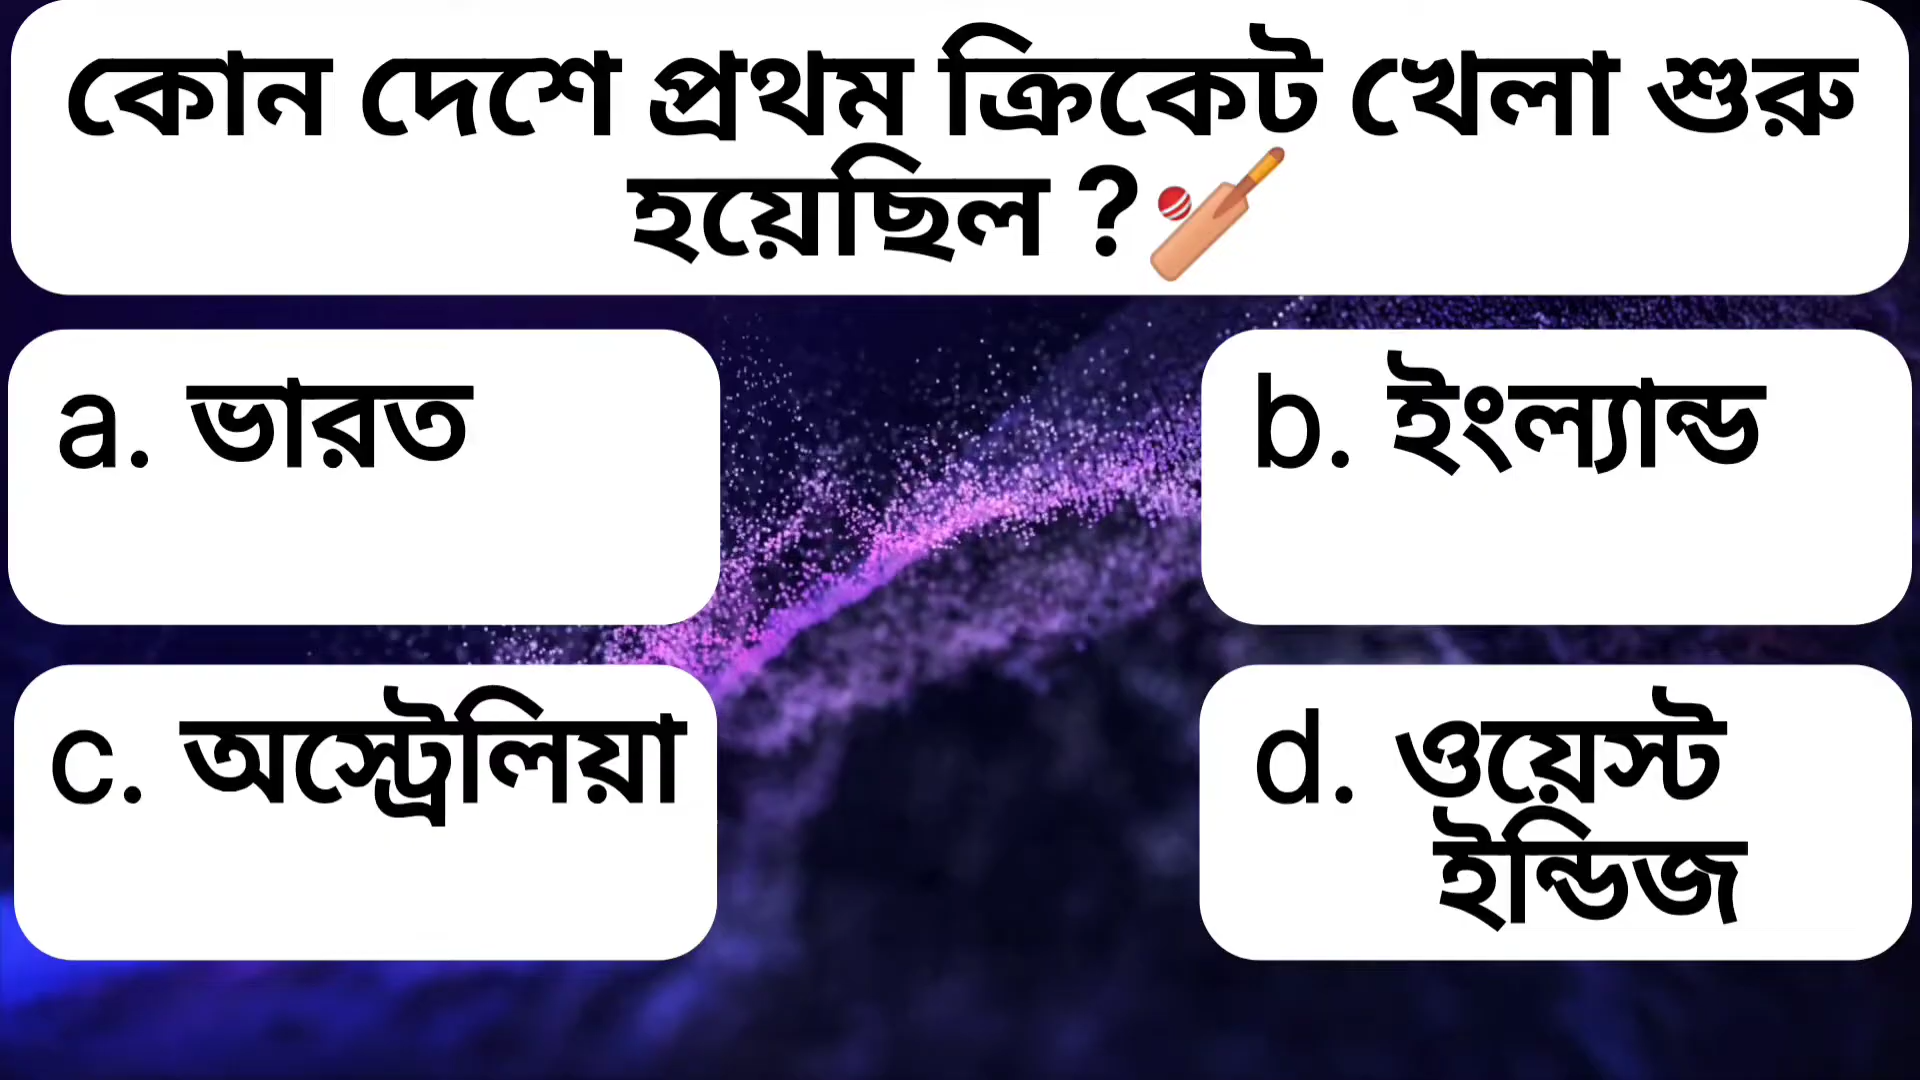 কোন দেশে প্রথম ক্রিকেট খেলা শুরু
হয়েছিল ?
a. ভারত
b. ইংল্যান্ড
c. অস্ট্রেলিয়া
d. ওয়েস্ট
ইন্ডিজ